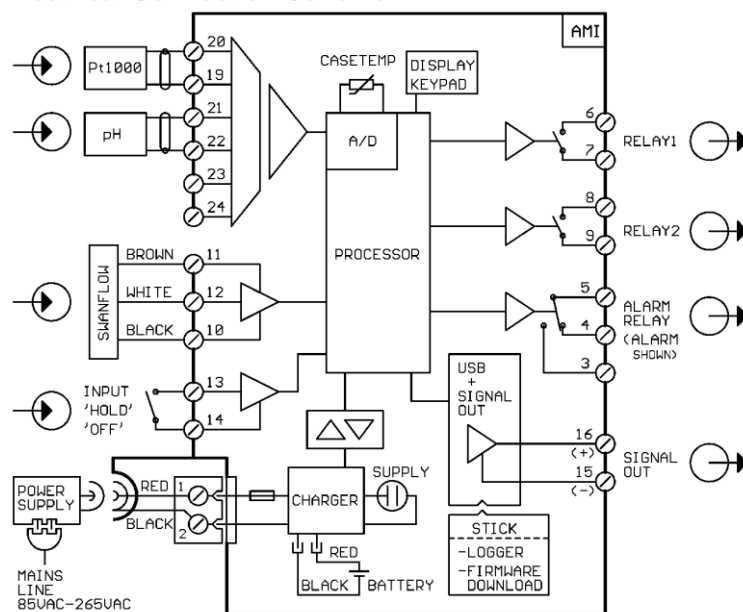 AMI
20
Pt1000
19
CASETEMP
DISPLAY
KEYPAD
21
pH
22
A/D
6
RELAY1
7
23
24
8
RELAY2
9
PROCESSOR
SWANFLOW
BROWN
11
WHITE
12
BLACK
10
5
ALARM
RELAY
4
(ALARM
SHOWN)
3
INPUT
'HOLD'
'OFF'
13
14
USB
+
SIGNAL
OUT
16
(+)
SIGNAL
OUT
15
(-)
POWER
SUPPLY
RED
1
BLACK
2
CHARGER
SUPPLY
RED
BLACK
BATTERY
STICK
-LOGGER
-FIRMWARE
DOWNLOAD
MAINS
LINE
85VAC-265VAC